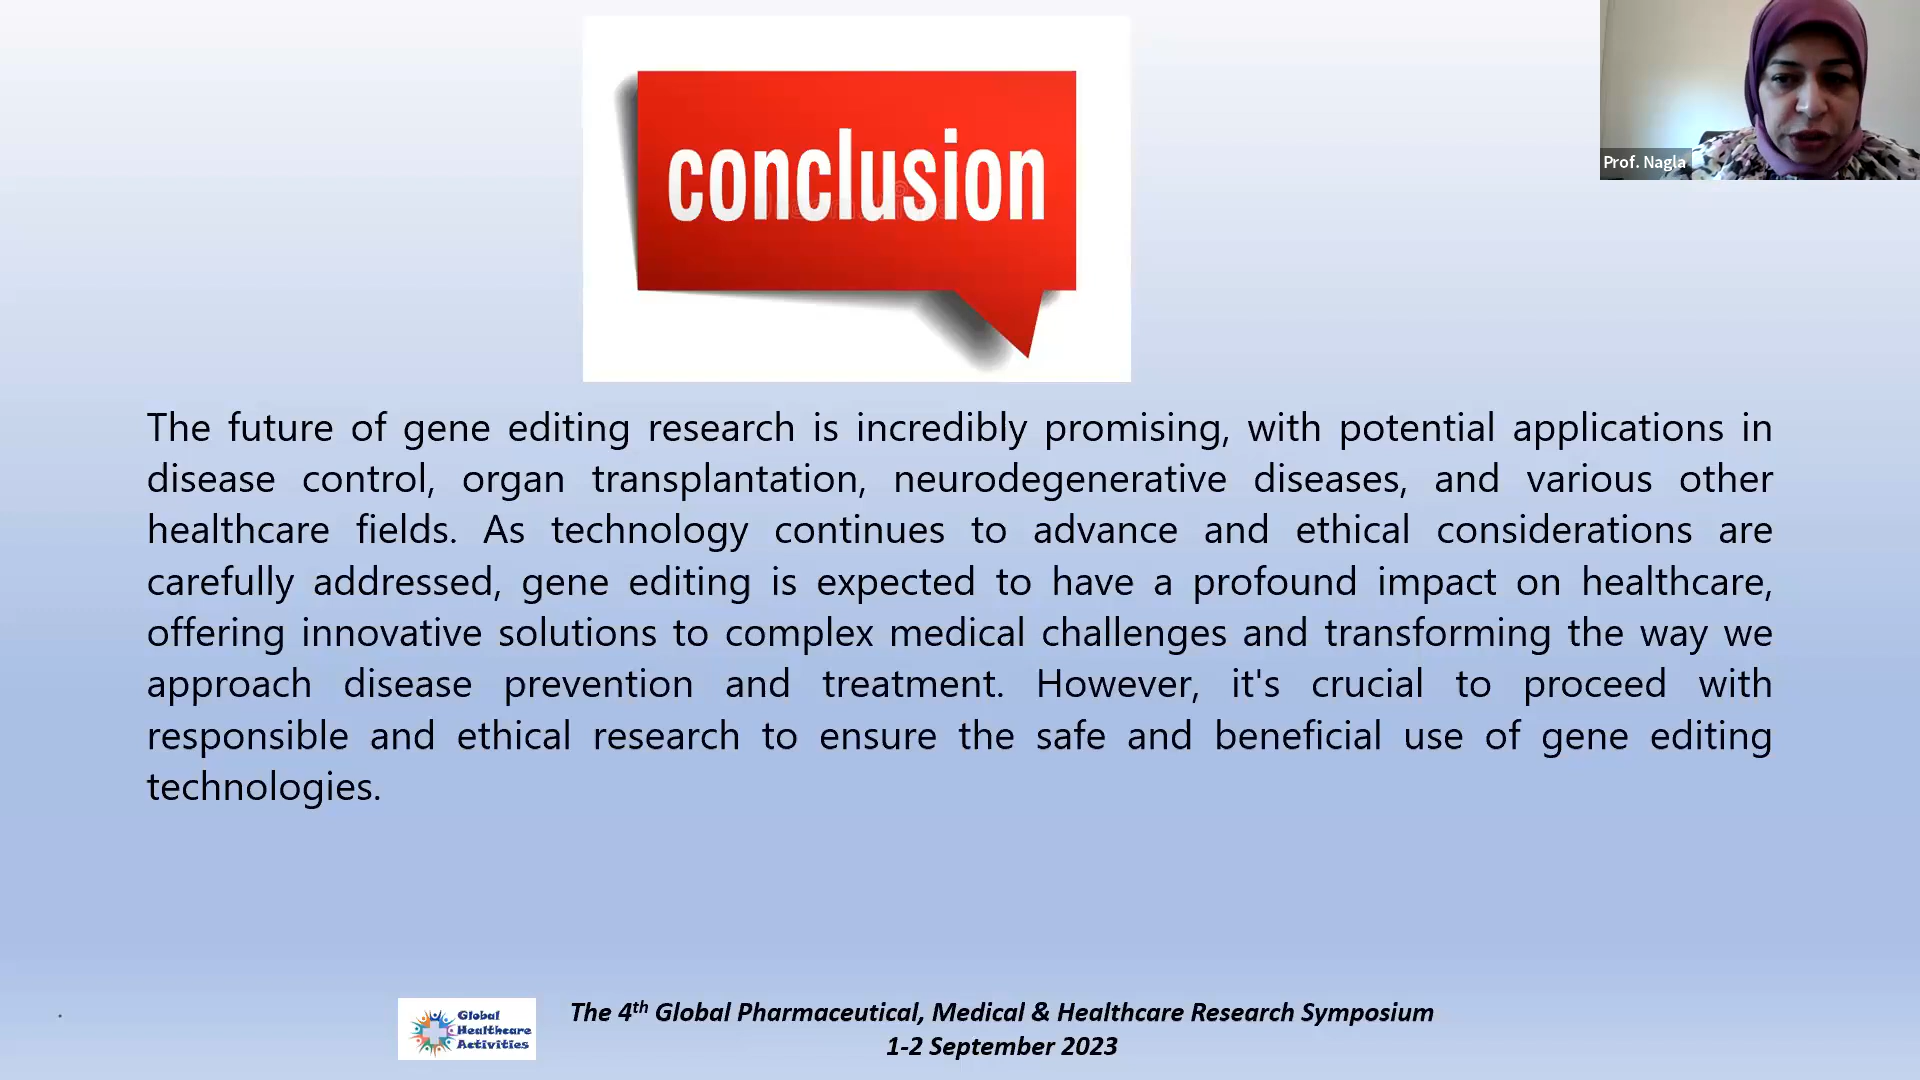 conclusion
Prof. Nagla
The future of gene editing research is incredibly promising, with potential applications in
disease control, organ transplantation, neurodegenerative diseases, and various other
healthcare fields. As technology continues to advance and ethical considerations are
carefully addressed, gene editing is expected to have a profound impact on healthcare,
offering innovative solutions to complex medical challenges and transforming the way we
approach disease prevention and treatment. However, it's crucial to proceed with
responsible and ethical research to ensure the safe and beneficial use of gene editing
technologies.
Global
Healthcare
Activities
The 4th Global Pharmaceutical, Medical & Healthcare Research Symposium
1-2 September 2023